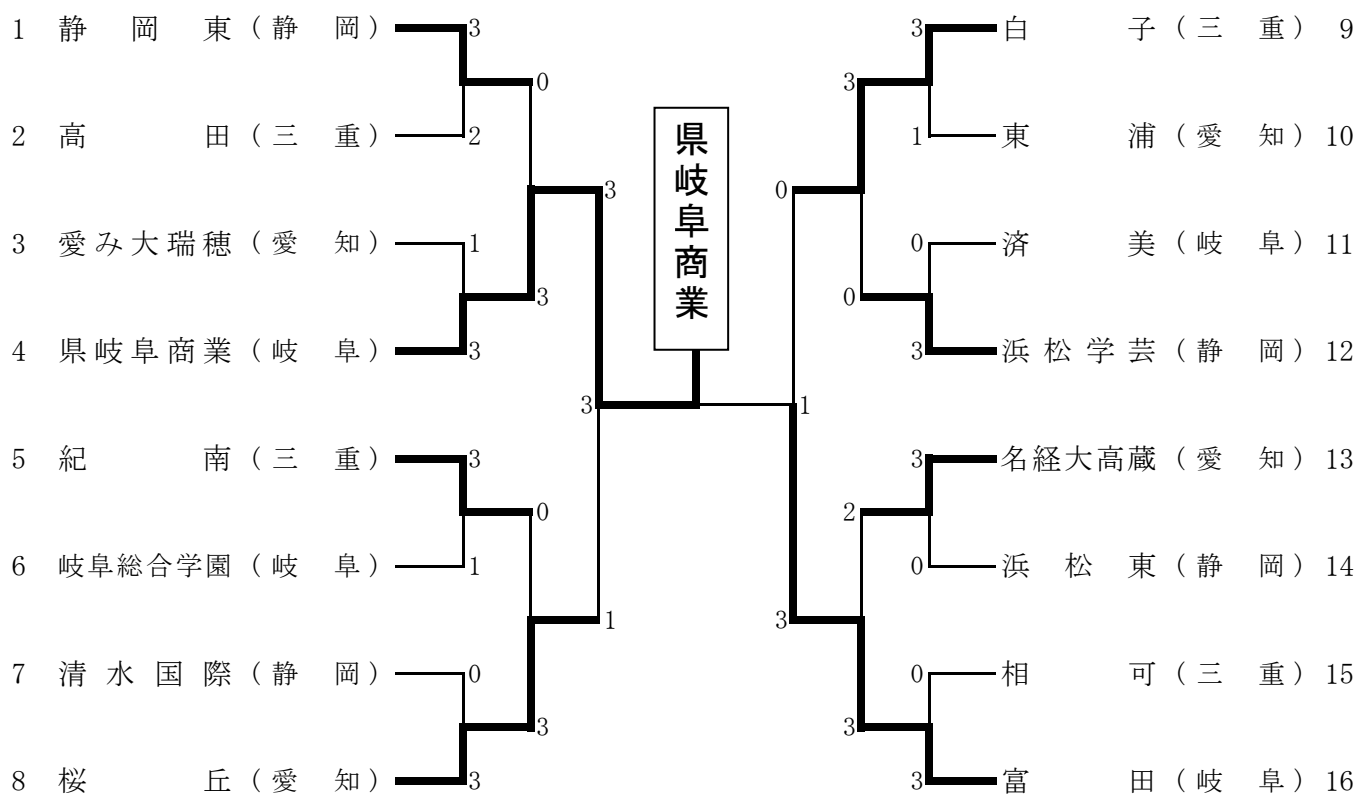 1 静岡東(静岡) 3
0
2 高田(三重) 2
3
3 愛み大瑞穂(愛知) 1
3
4 県岐阜商業(岐阜) 3
3
5 紀南(三重) 3
0
6 岐阜総合学園(岐阜) 1
1
7 清水国際(静岡) 0
3
8 桜丘(愛知) 3
県岐阜商業
3 白子(三重) 9
3
1 東浦(愛知) 10
0
0 済美(岐阜) 11
0
3 浜松学芸(静岡) 12
1
3 名経大高蔵(愛知) 13
2
0 浜松東(静岡) 14
3
0 相可(三重) 15
3
3 富田(岐阜) 16